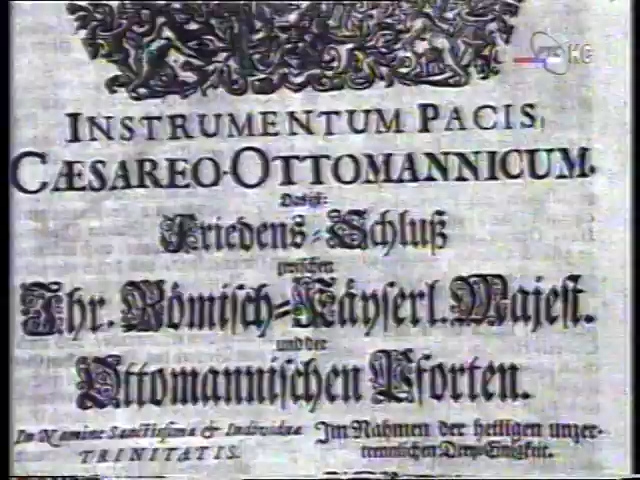 INSTRUMENTUM PACIS,
CÆSAREO-OTTOMANNICUM.
Das ist:
Friedens-Schluß
zwischen
Ihr. Römisch-Käyserl. Majest.
und der
Ottomannischen Pforten.
In Nomine Sanctissimæ & Individuæ
TRINITATIS.
Im Nahmen der heiligen unzer-
trennlichen Drey-Einigkeit.